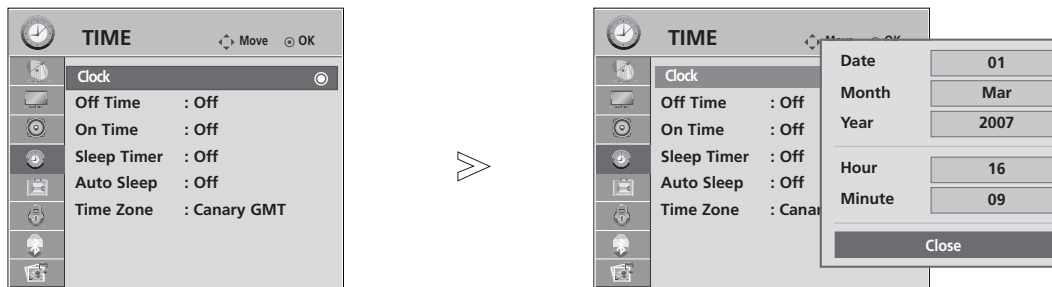 TIME Move OK
Clock
Off Time : Off
On Time : Off
Sleep Timer : Off
Auto Sleep : Off
Time Zone : Canary GMT
>
TIME
Clock
Off Time : Off
On Time : Off
Sleep Timer : Off
Auto Sleep : Off
Time Zone : Canar
Date 01
Month Mar
Year 2007
Hour 16
Minute 09
Close